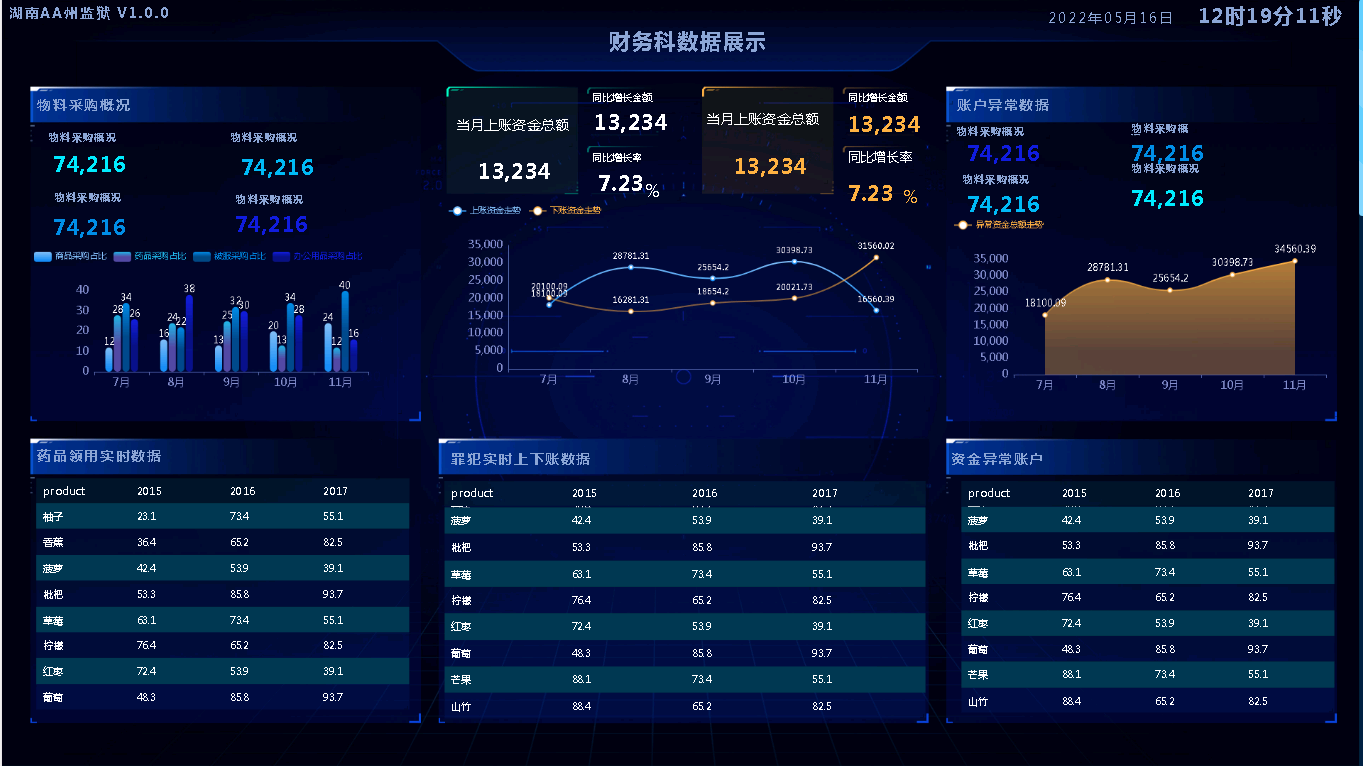 湖南AA州监狱 V1.0.0
2022年05月16日 12时19分11秒
财务科数据展示
物料采购概况
物料采购概况 物料采购概况
74,216 74,216
物料采购概况 物料采购概况
74,216 74,216
商品采购占比 药品采购占比 被服采购占比 办公用品采购占比
40
30
20
10
0
12 28 34 26
16 24 22 38
13 25 32 30
20 13 34 28
24 12 40 16
7月 8月 9月 10月 11月
当月上账资金总额
13,234
同比增长金额
13,234
同比增长率
7.23%
当月上账资金总额
13,234
同比增长金额
13,234
同比增长率
7.23 %
上账资金走势 下账资金走势
35,000
30,000
25,000
20,000
15,000
10,000
5,000
0
20100.09
18100.09
28781.31 25654.2 30398.73 16560.39
16281.31 18654.2 20021.73 31560.02
7月 8月 9月 10月 11月
账户异常数据
物料采购概况 物料采购概
74,216 74,216
物料采购概况 物料采购概况
74,216 74,216
异常资金总额走势
35,000
30,000
25,000
20,000
15,000
10,000
5,000
0
18100.09 28781.31 25654.2 30398.73 34560.39
7月 8月 9月 10月 11月
药品领用实时数据
product 2015 2016 2017
柚子 23.1 73.4 55.1
香蕉 36.4 65.2 82.5
菠萝 42.4 53.9 39.1
枇杷 53.3 85.8 93.7
草莓 63.1 73.4 55.1
柠檬 76.4 65.2 82.5
红枣 72.4 53.9 39.1
葡萄 48.3 85.8 93.7
罪犯实时上下账数据
product 2015 2016 2017
菠萝 42.4 53.9 39.1
枇杷 53.3 85.8 93.7
草莓 63.1 73.4 55.1
柠檬 76.4 65.2 82.5
红枣 72.4 53.9 39.1
葡萄 48.3 85.8 93.7
芒果 88.1 73.4 55.1
山竹 88.4 65.2 82.5
资金异常账户
product 2015 2016 2017
菠萝 42.4 53.9 39.1
枇杷 53.3 85.8 93.7
草莓 63.1 73.4 55.1
柠檬 76.4 65.2 82.5
红枣 72.4 53.9 39.1
葡萄 48.3 85.8 93.7
芒果 88.1 73.4 55.1
山竹 88.4 65.2 82.5